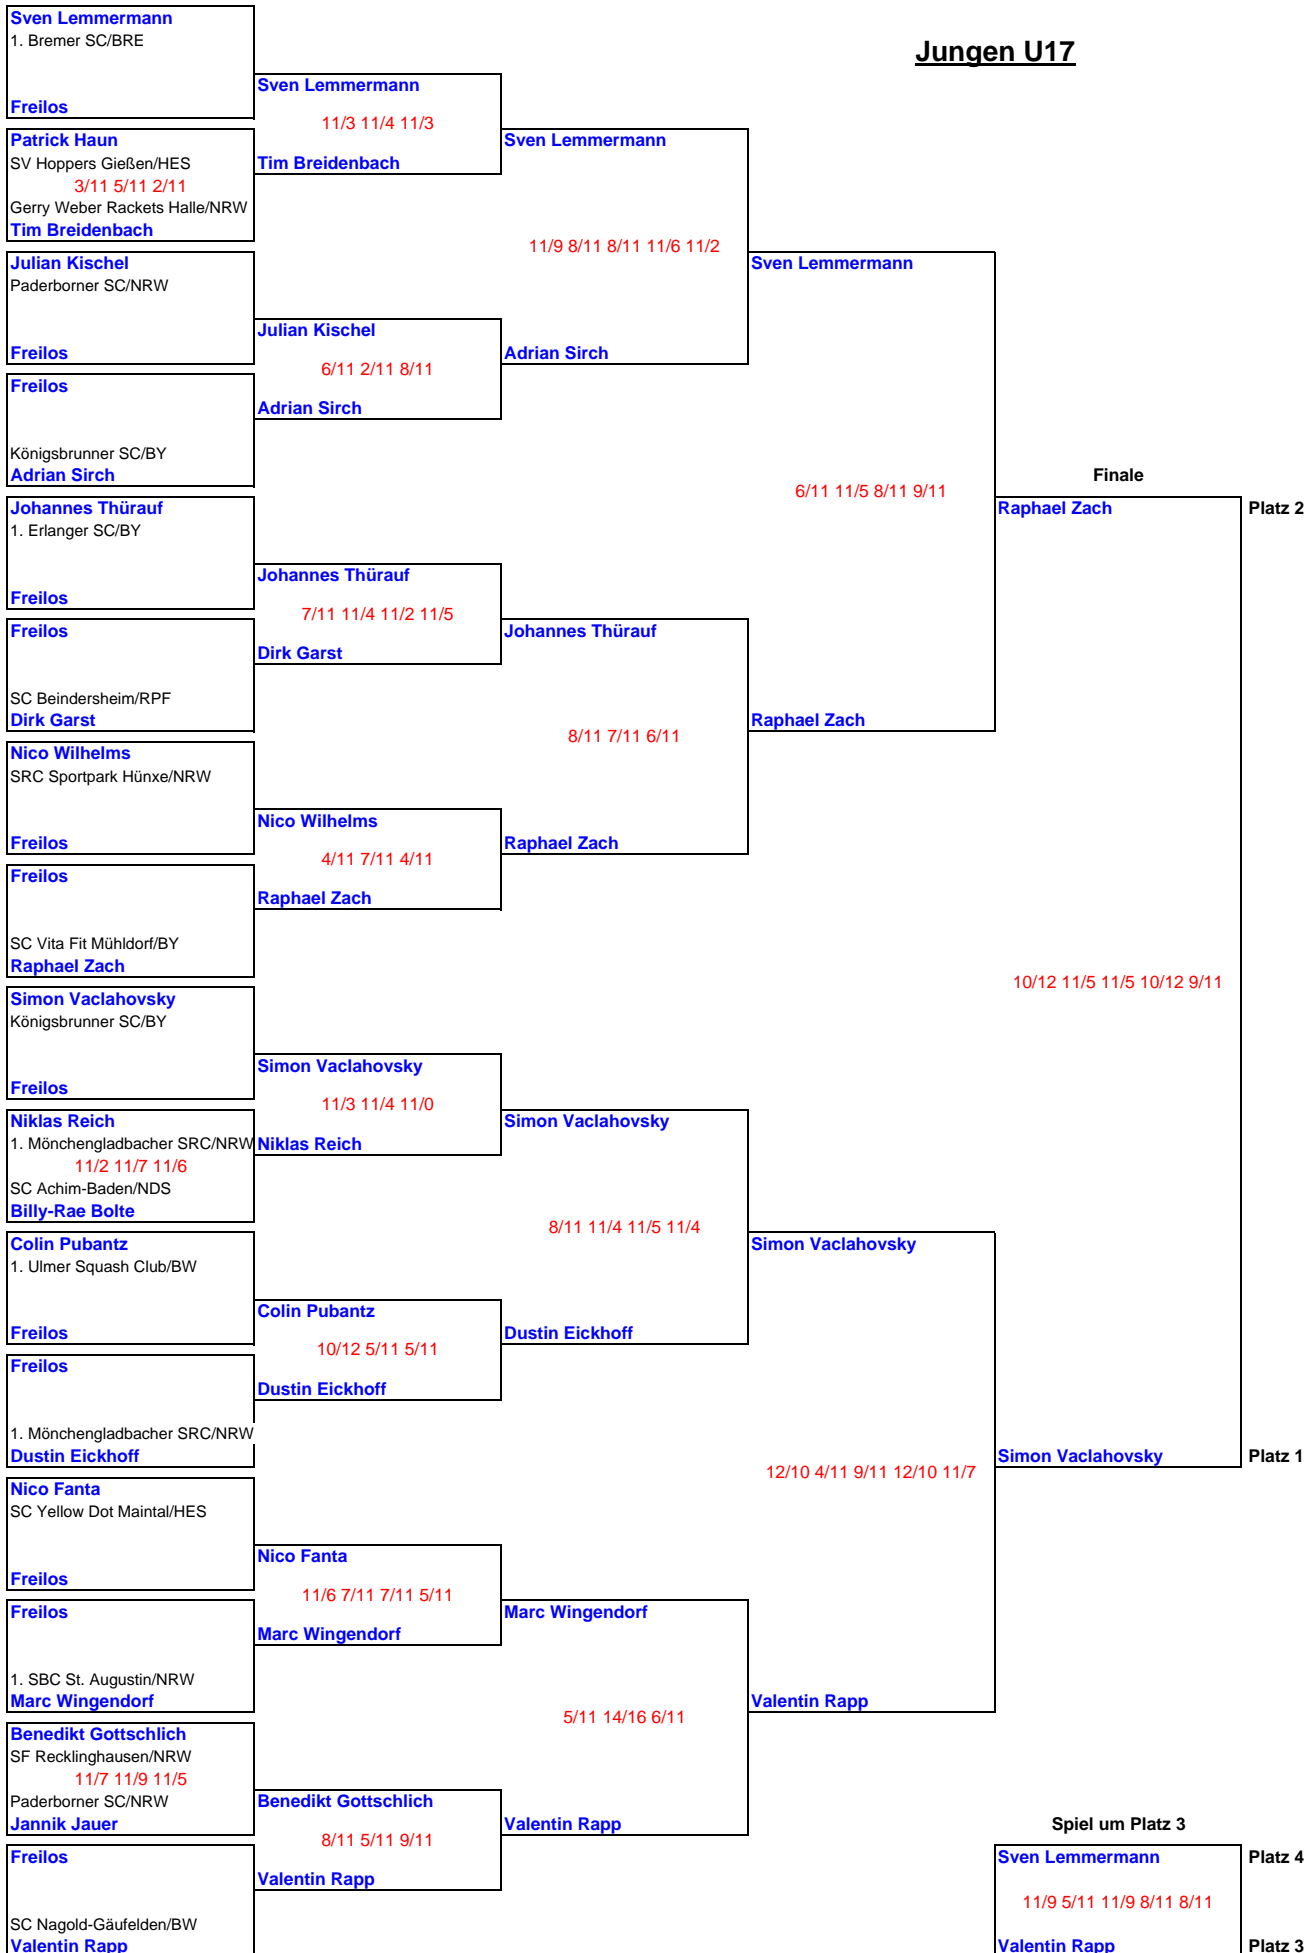 Jungen U17
Sven Lemmermann
1. Bremer SC/BRE
Freilos
Patrick Haun
SV Hoppers Gießen/HES
3/11 5/11 2/11
Gerry Weber Rackets Halle/NRW
Tim Breidenbach
Julian Kischel
Paderborner SC/NRW
Freilos
Freilos
Königsbrunner SC/BY
Adrian Sirch
Johannes Thürauf
1. Erlanger SC/BY
Freilos
Freilos
SC Beindersheim/RPF
Dirk Garst
Nico Wilhelms
SRC Sportpark Hünxe/NRW
Freilos
Freilos
SC Vita Fit Mühldorf/BY
Raphael Zach
Simon Vaclahovsky
Königsbrunner SC/BY
Freilos
Niklas Reich
1. Mönchengladbacher SRC/NRW
11/2 11/7 11/6
SC Achim-Baden/NDS
Billy-Rae Bolte
Colin Pubantz
1. Ulmer Squash Club/BW
Freilos
Freilos
1. Mönchengladbacher SRC/NRW
Dustin Eickhoff
Nico Fanta
SC Yellow Dot Maintal/HES
Freilos
Freilos
1. SBC St. Augustin/NRW
Marc Wingendorf
Benedikt Gottschlich
SF Recklinghausen/NRW
11/7 11/9 11/5
Paderborner SC/NRW
Jannik Jauer
Freilos
SC Nagold-Gäufelden/BW
Valentin Rapp
Sven Lemmermann
11/3 11/4 11/3
Tim Breidenbach
Julian Kischel
6/11 2/11 8/11
Adrian Sirch
Johannes Thürauf
7/11 11/4 11/2 11/5
Dirk Garst
Nico Wilhelms
4/11 7/11 4/11
Raphael Zach
Simon Vaclahovsky
11/3 11/4 11/0
Niklas Reich
Colin Pubantz
10/12 5/11 5/11
Dustin Eickhoff
Nico Fanta
11/6 7/11 7/11 5/11
Marc Wingendorf
Benedikt Gottschlich
8/11 5/11 9/11
Valentin Rapp
Sven Lemmermann
11/9 8/11 8/11 11/6 11/2
Adrian Sirch
Johannes Thürauf
8/11 7/11 6/11
Raphael Zach
Simon Vaclahovsky
8/11 11/4 11/5 11/4
Dustin Eickhoff
Marc Wingendorf
5/11 14/16 6/11
Valentin Rapp
Sven Lemmermann
6/11 11/5 8/11 9/11
Raphael Zach
Simon Vaclahovsky
12/10 4/11 9/11 12/10 11/7
Valentin Rapp
Finale
Raphael Zach Platz 2
10/12 11/5 11/5 10/12 9/11
Simon Vaclahovsky Platz 1
Spiel um Platz 3
Sven Lemmermann Platz 4
11/9 5/11 11/9 8/11 8/11
Valentin Rapp Platz 3